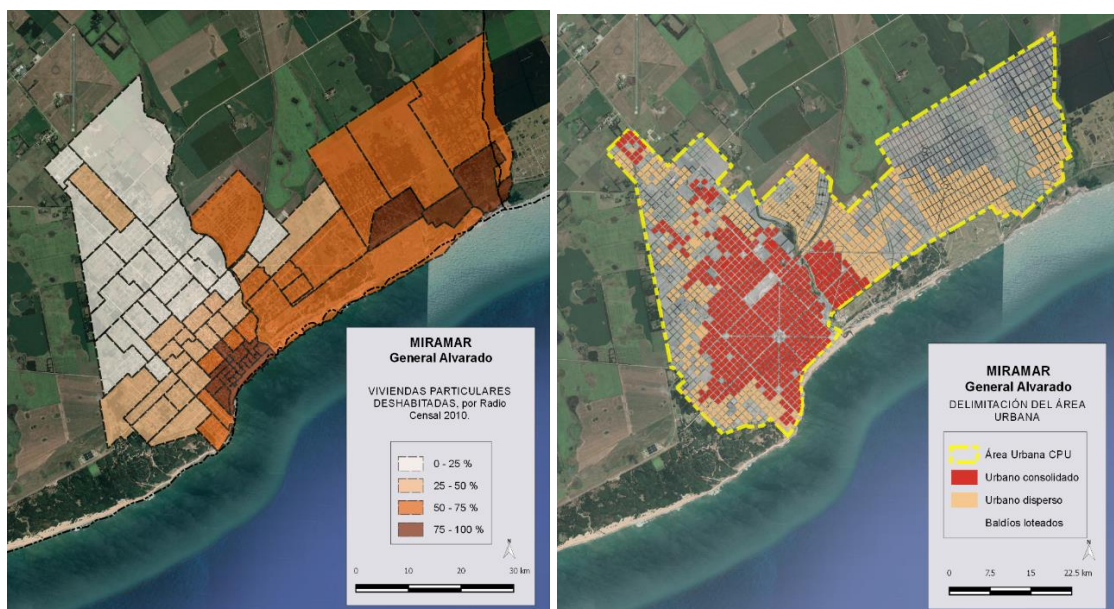 MIRAMAR
General Alvarado
VIVIENDAS PARTICULARES
DESHABITADAS, por Radio
Censal 2010.
0 - 25 %
25 - 50 %
50 - 75 %
75 - 100 %
N
0 10 20 30 km
MIRAMAR
General Alvarado
DELIMITACIÓN DEL ÁREA
URBANA
Área Urbana CPU
Urbano consolidado
Urbano disperso
Baldíos loteados
N
0 7.5 15 22.5 km